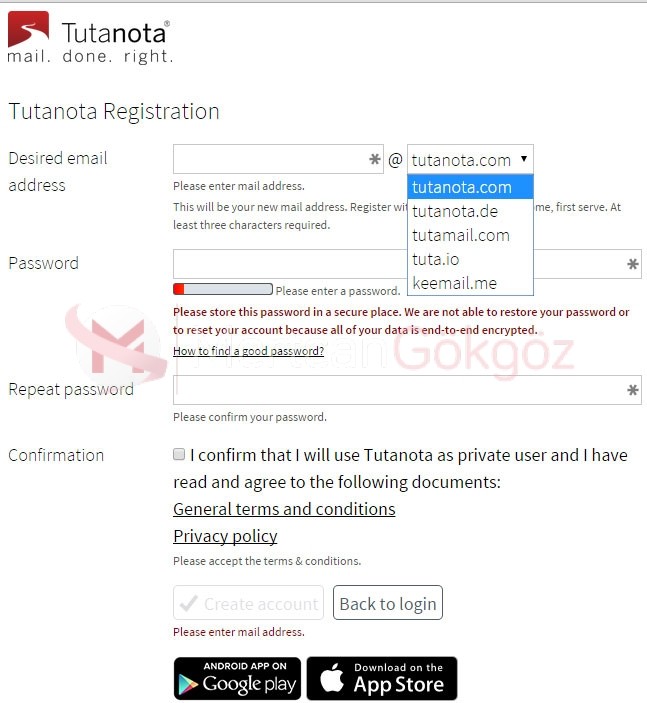 Tutanota®
mail. done. right.
Tutanota Registration
Desired email address
@ tutanota.com
tutanota.com
tutanota.de
tutamail.com
tuta.io
keemail.me
Please enter mail address.
This will be your new mail address. Register wit
me, first serve. At
least three characters required.
Password
Please enter a password.
Please store this password in a secure place. We are not able to restore your password or
to reset your account because all of your data is end-to-end encrypted.
How to find a good password?
Gokgoz
Repeat password
Please confirm your password.
Confirmation
I confirm that I will use Tutanota as private user and I have
read and agree to the following documents:
General terms and conditions
Privacy policy
Please accept the terms & conditions.
Create account
Back to login
Please enter mail address.
ANDROID APP ON
Google play
Download on the
App Store